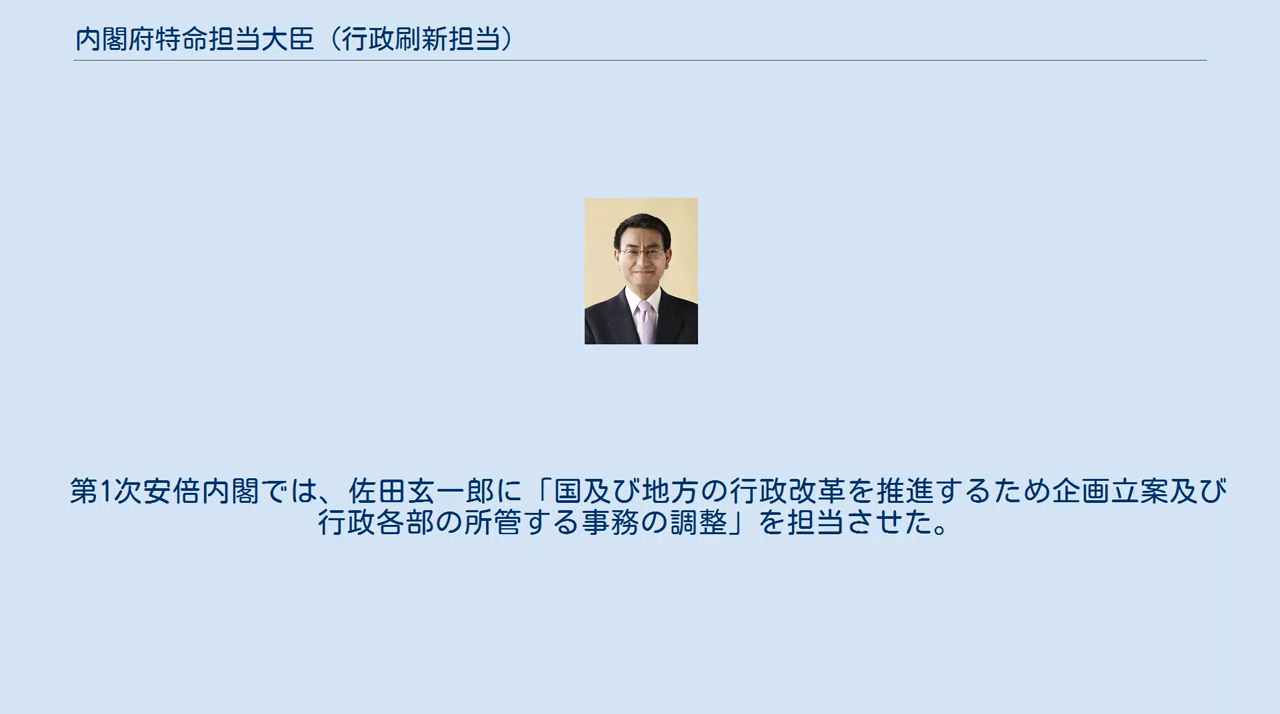 内閣府特命担当大臣（行政刷新担当）
第1次安倍内閣では、佐田玄一郎に「国及び地方の行政改革を推進するため企画立案及び
行政各部の所管する事務の調整」を担当させた。